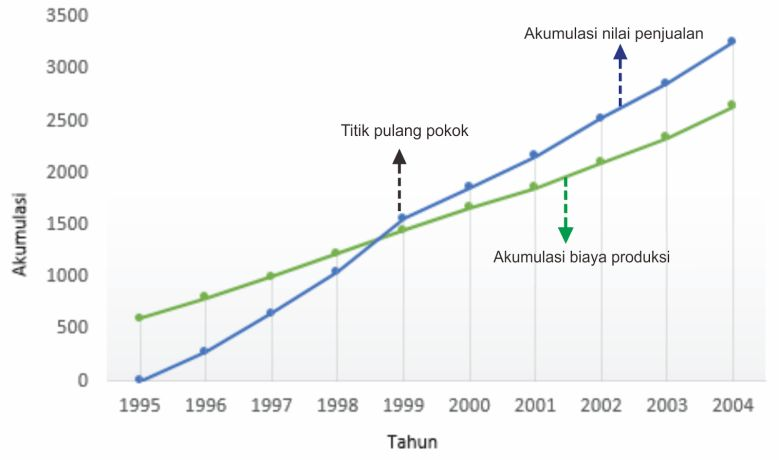 3500
Akumulasi nilai penjualan
3000
2500
Titik pulang pokok
2000
1500
Akumulasi
Akumulasi biaya produksi
1000
500
0
1995 1996 1997 1998 1999 2000 2001 2002 2003 2004
Tahun